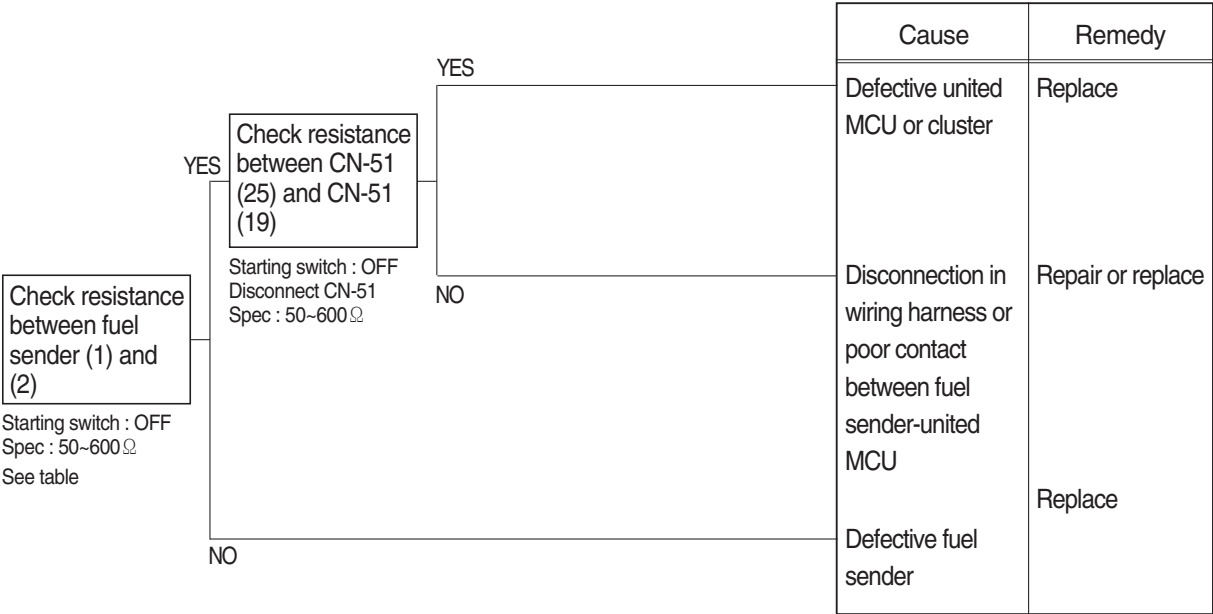 Check resistance
between fuel
sender (1) and
(2)
Starting switch : OFF
Spec : 50~600Ω
See table
YES
NO
Check resistance
between CN-51
(25) and CN-51
(19)
Starting switch : OFF
Disconnect CN-51
Spec : 50~600Ω
YES
NO
Cause
Remedy
Defective united
MCU or cluster
Replace
Disconnection in
wiring harness or
poor contact
between fuel
sender-united
MCU
Repair or replace
Defective fuel
sender
Replace